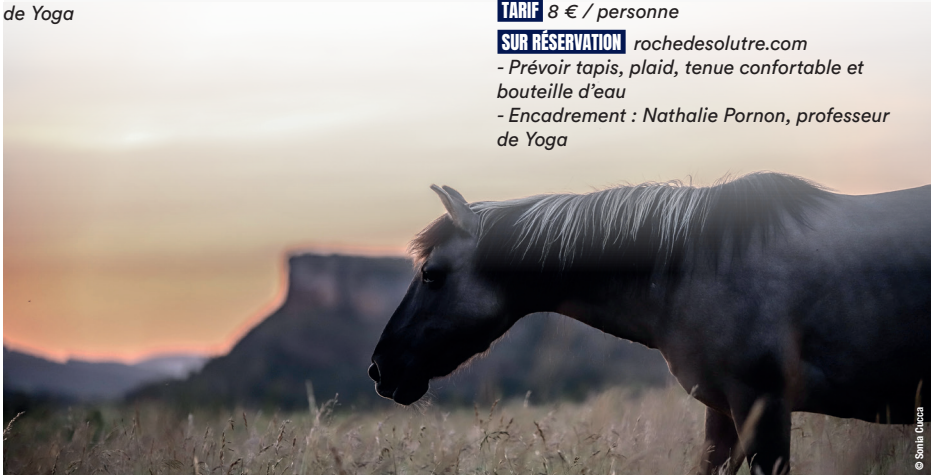 de Yoga
TARIF 8 € / personne
SUR RÉSERVATION rochedesolutre.com
- Prévoir tapis, plaid, tenue confortable et
bouteille d’eau
- Encadrement : Nathalie Pornon, professeur
de Yoga
© Sonia Cucca